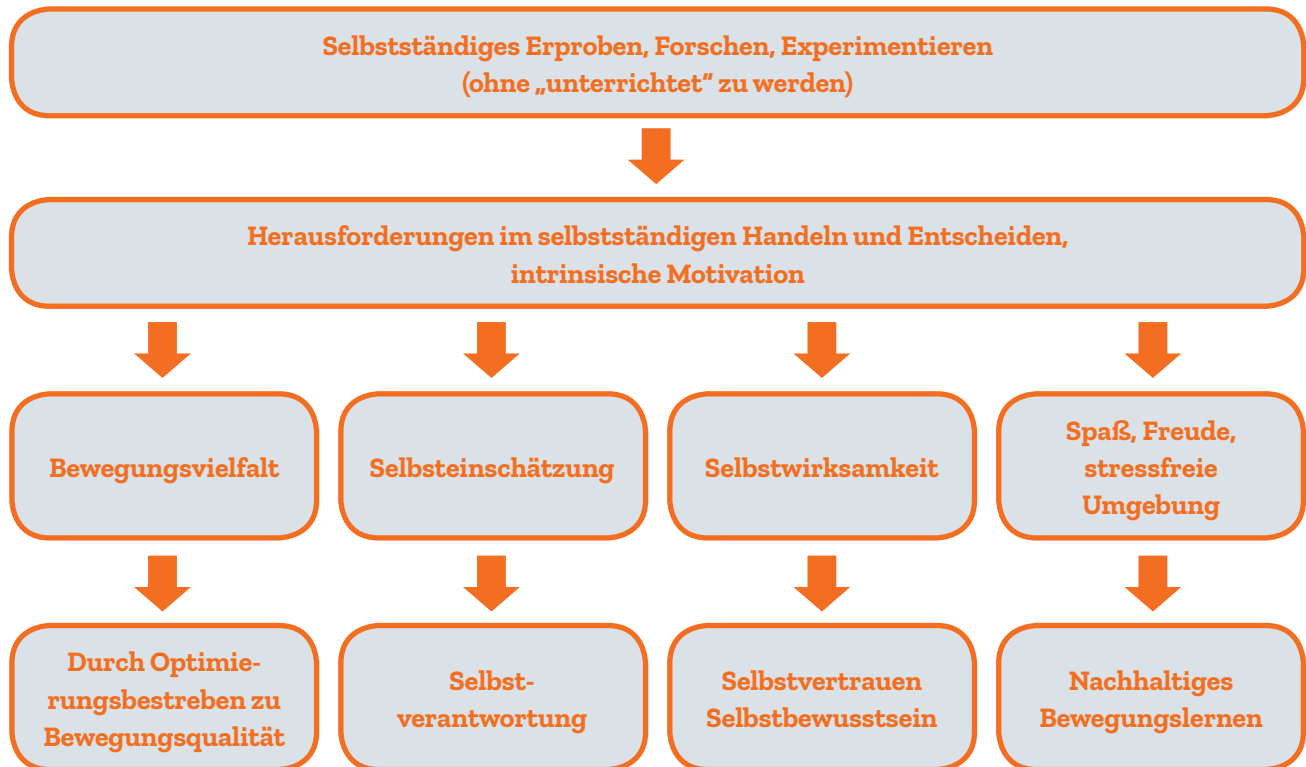 Selbstständiges Erproben, Forschen, Experimentieren
(ohne „unterrichtet“ zu werden)
Herausforderungen im selbstständigen Handeln und Entscheiden,
intrinsische Motivation
Bewegungsvielfalt
Selbsteinschätzung
Selbstwirksamkeit
Spaß, Freude,
stressfreie
Umgebung
Durch Optimie-
rungsbestreben zu
Bewegungsqualität
Selbst-
verantwortung
Selbstvertrauen
Selbstbewusstsein
Nachhaltiges
Bewegungslernen